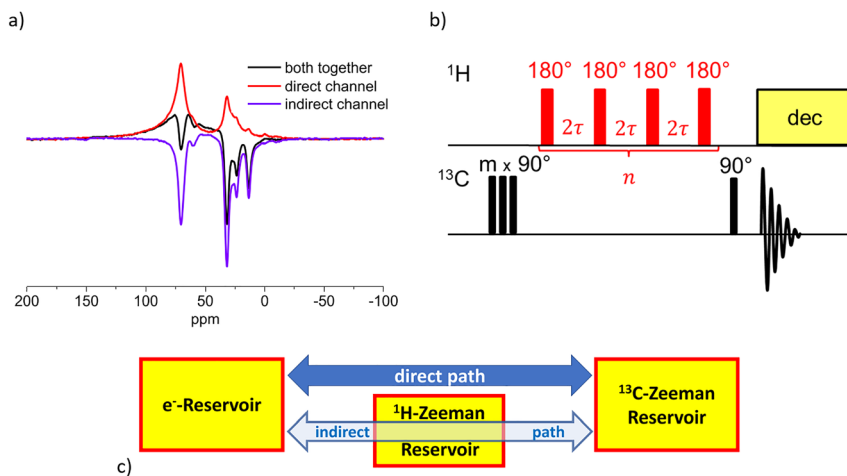 a)
both together
direct channel
indirect channel
200 150 100 50 0 -50 -100
ppm
b)
¹H
180° 180° 180° 180°
2τ 2τ 2τ
dec
n
¹³C
m x 90°
90°
direct path
e⁻-Reservoir
¹H-Zeeman
Reservoir
indirect path
¹³C-Zeeman
Reservoir
c)